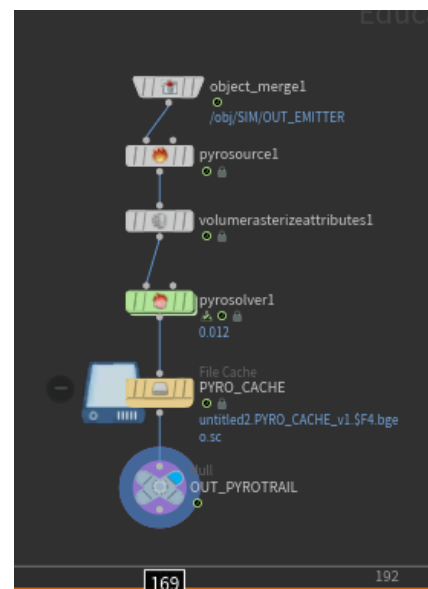 Educa
object_merge1
/obj/SIM/OUT_EMITTER
pyrosource1
volumerasterizeattributes1
pyrosolver1
0.012
File Cache
PYRO_CACHE
untitled2.PYRO_CACHE_v1.$F4.bge
o.sc
Null
OUT_PYROTRAIL
169
192